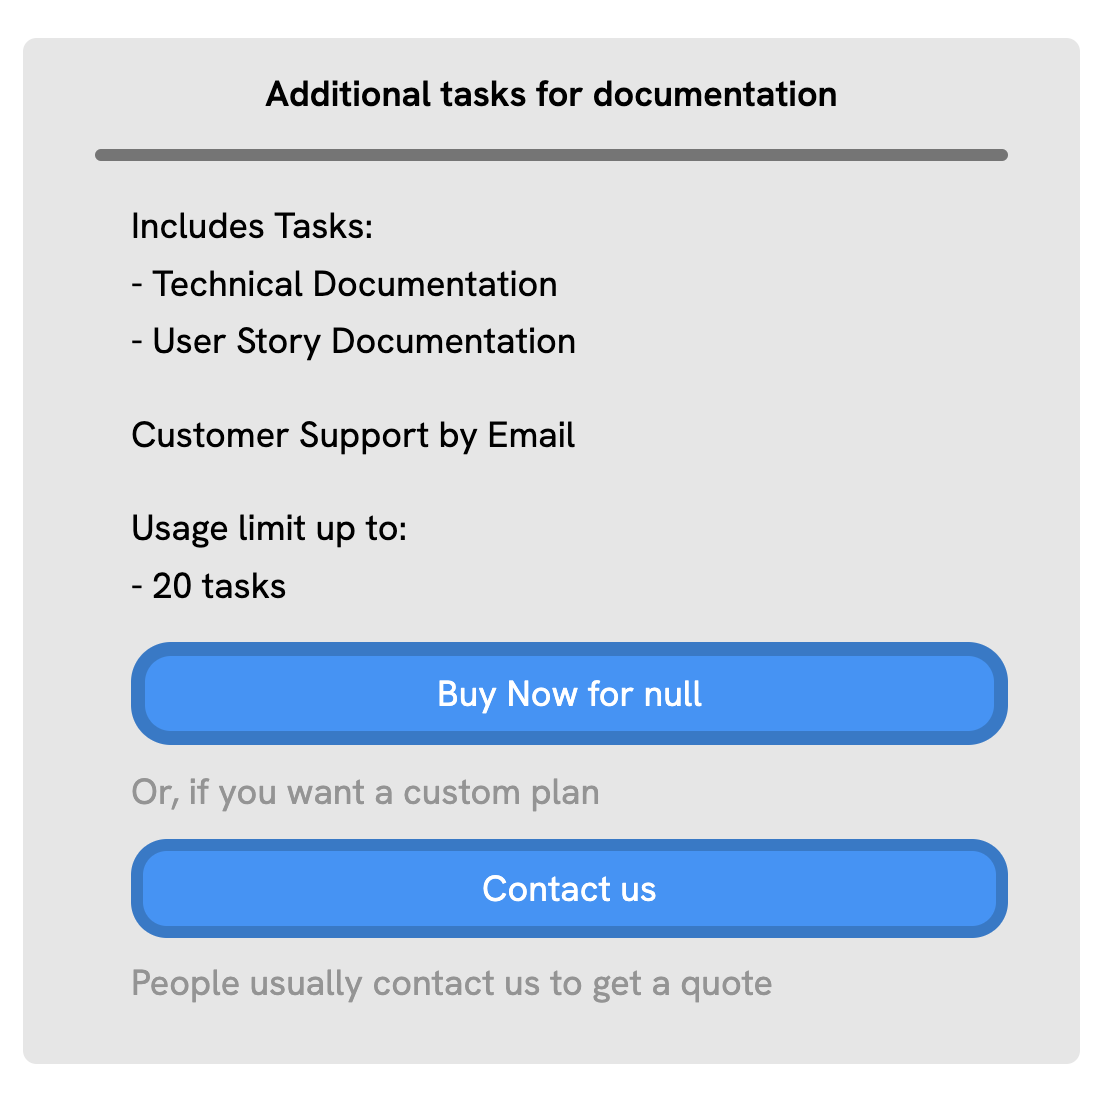 Additional tasks for documentation
Includes Tasks:
- Technical Documentation
- User Story Documentation
Customer Support by Email
Usage limit up to:
- 20 tasks
Buy Now for null
Or, if you want a custom plan
Contact us
People usually contact us to get a quote